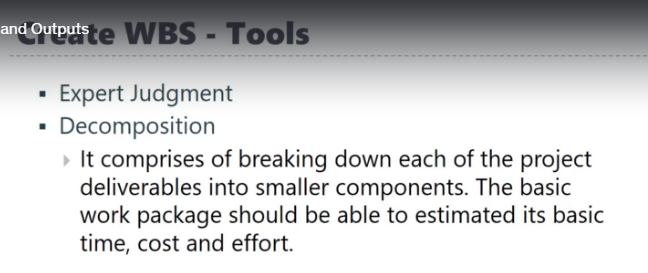 and Outputs
Create WBS - Tools
▪ Expert Judgment
▪ Decomposition
It comprises of breaking down each of the project
deliverables into smaller components. The basic
work package should be able to estimated its basic
time, cost and effort.